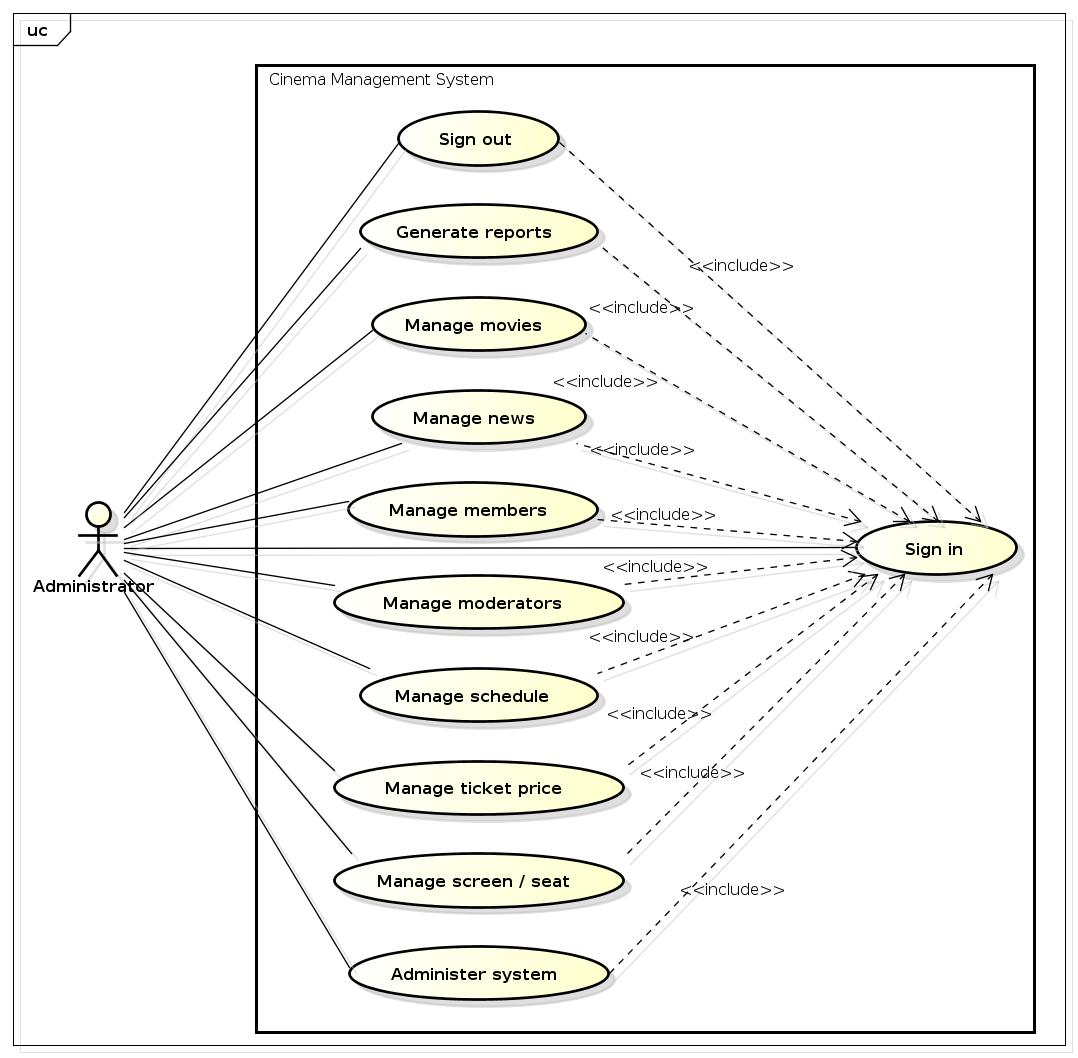 uc
Cinema Management System
Sign out
Generate reports
<<include>>
<<include>>
Manage movies
<<include>>
Manage news
<<include>>
Manage members
<<include>>
Sign in
<<include>>
Administrator
Manage moderators
<<include>>
Manage schedule
<<include>>
<<include>>
Manage ticket price
Manage screen / seat
<<include>>
Administer system